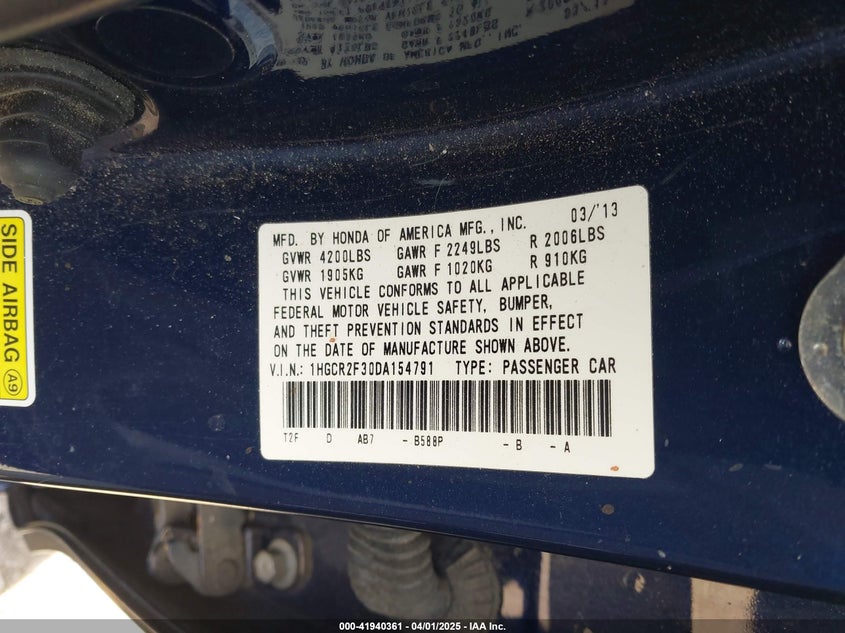 MFD. BY HONDA OF AMERICA MFG., INC. 03/'13
GVWR 4200LBS GAWR F 2249LBS R 2006LBS
GVWR 1905KG GAWR F 1020KG R 910KG
THIS VEHICLE CONFORMS TO ALL APPLICABLE
FEDERAL MOTOR VEHICLE SAFETY, BUMPER,
AND THEFT PREVENTION STANDARDS IN EFFECT
ON THE DATE OF MANUFACTURE SHOWN ABOVE.
V.I.N.: 1HGCR2F30DA154791 TYPE: PASSENGER CAR
T2F D AB7 - B588P - B - A
SIDE AIRBAG A9
000-41940361 - 04/01/2025 - IAA Inc.